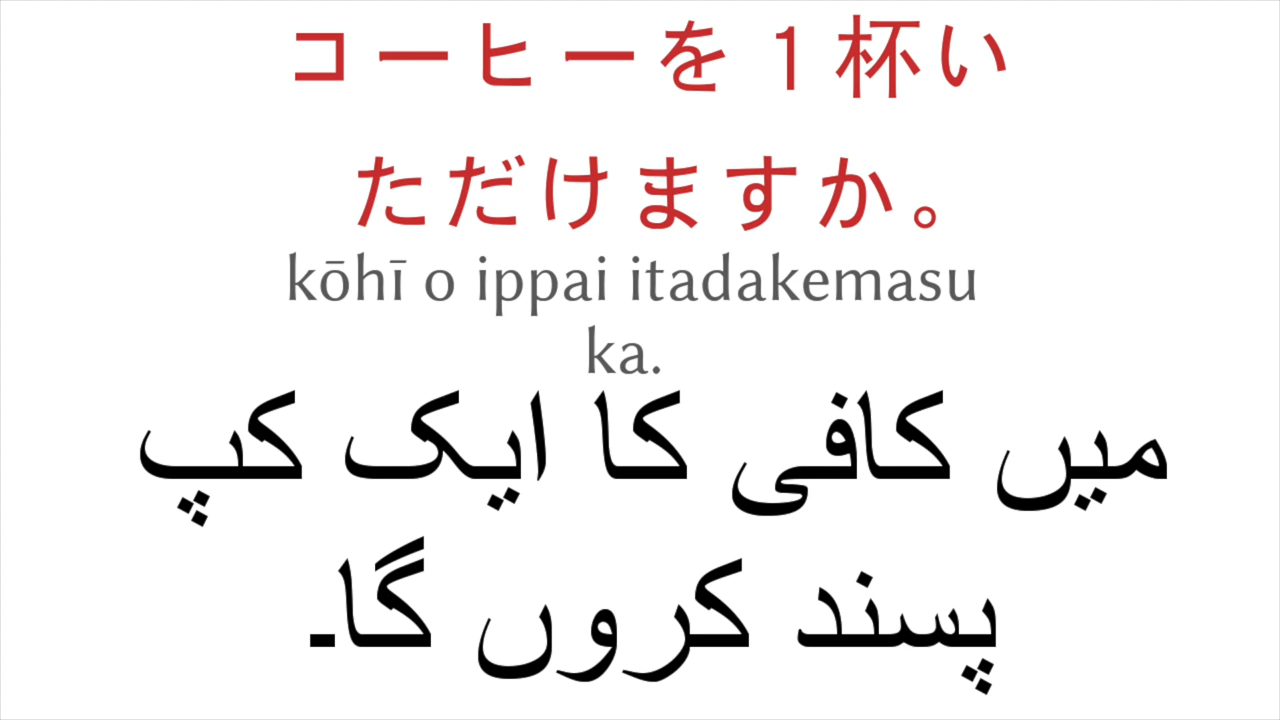 コーヒーを１杯い
ただけますか。
kōhī o ippai itadakemasu
ka.
میں کافی کا ایک کپ
پسند کروں گا۔